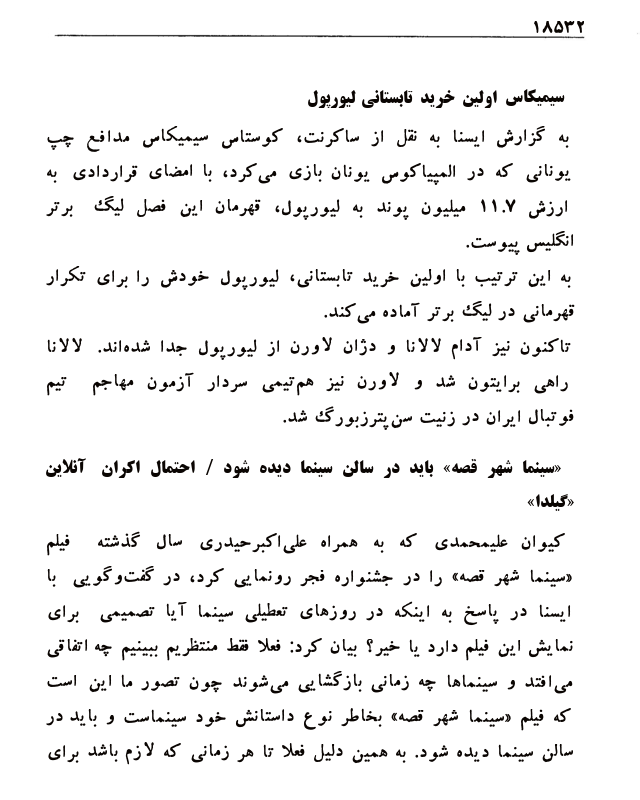 ۱۸۵۳۲
سیمیکاس اولین خرید تابستانی لیورپول
به گزارش ایسنا به نقل از ساکرنت، کوستاس سیمیکاس مدافع چپ
یونانی که در المپیاکوس یونان بازی می‌کرد، با امضای قراردادی به
ارزش ۱۱.۷ میلیون پوند به لیورپول، قهرمان این فصل لیگ برتر
انگلیس پیوست.
به این ترتیب با اولین خرید تابستانی، لیورپول خودش را برای تکرار
قهرمانی در لیگ برتر آماده می‌کند.
تاکنون نیز آدام لالانا و دژان لاورن از لیورپول جدا شده‌اند. لالانا
راهی برایتون شد و لاورن نیز هم‌تیمی سردار آزمون مهاجم تیم
فوتبال ایران در زنیت سن‌پترزبورگ شد.
«سینما شهر قصه» باید در سالن سینما دیده شود / احتمال اکران آنلاین
«گیلدا»
کیوان علیمحمدی که به همراه علی‌اکبرحیدری سال گذشته فیلم
«سینما شهر قصه» را در جشنواره فجر رونمایی کرد، در گفت‌وگویی با
ایسنا در پاسخ به اینکه در روزهای تعطیلی سینما آیا تصمیمی برای
نمایش این فیلم دارد یا خیر؟ بیان کرد: فعلا فقط منتظریم ببینیم چه اتفاقی
می‌افتد و سینماها چه زمانی بازگشایی می‌شوند چون تصور ما این است
که فیلم «سینما شهر قصه» بخاطر نوع داستانش خود سینماست و باید در
سالن سینما دیده شود. به همین دلیل فعلا تا هر زمانی که لازم باشد برای